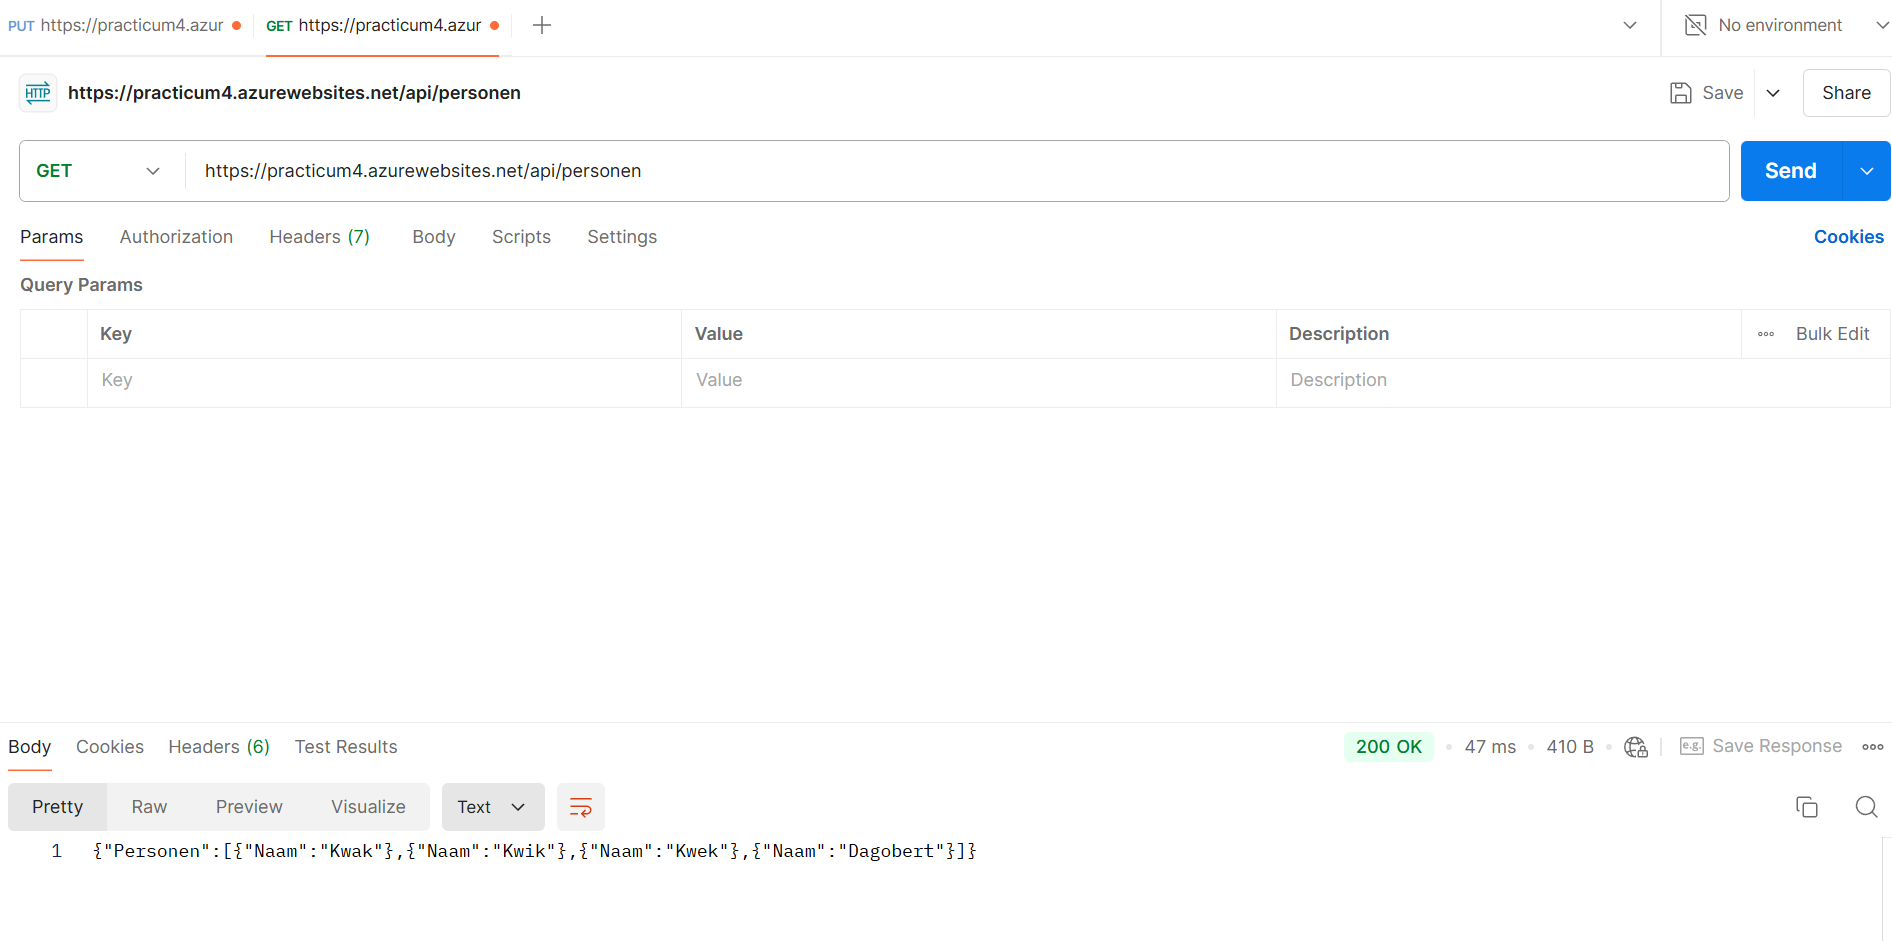 PUT https://practicum4.azur GET https://practicum4.azur No environment
HTTP https://practicum4.azurewebsites.net/api/personen Save Share
GET https://practicum4.azurewebsites.net/api/personen Send
Params Authorization Headers (7) Body Scripts Settings Cookies
Query Params
Key Value Description Bulk Edit
Key Value Description
Body Cookies Headers (6) Test Results 200 OK 47 ms 410 B e.g. Save Response
Pretty Raw Preview Visualize Text
1 {"Personen":[{"Naam":"Kwak"},{"Naam":"Kwik"},{"Naam":"Kwek"},{"Naam":"Dagobert"}]}